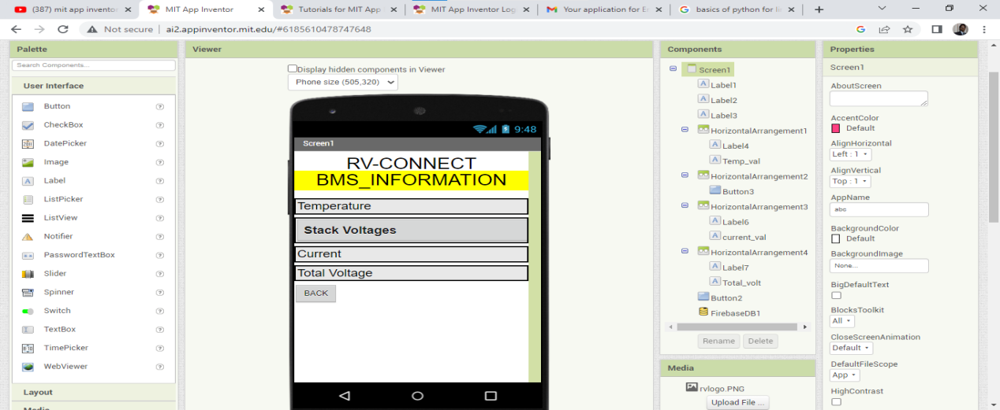 (387) mit app inventor
MIT App Inventor
Tutorials for MIT App
MIT App Inventor Log
Your application for
basics of python for
Not secure
ai2.appinventor.mit.edu/#6185610478747648
Palette
Search Components...
User Interface
Button
CheckBox
DatePicker
Image
Label
ListPicker
ListView
Notifier
PasswordTextBox
Slider
Spinner
Switch
TextBox
TimePicker
WebViewer
Layout
Media
Viewer
Display hidden components in Viewer
Phone size (505,320)
9:48
Screen1
RV-CONNECT
BMS_INFORMATION
Temperature
Stack Voltages
Current
Total Voltage
BACK
Components
Screen1
Label1
Label2
Label3
HorizontalArrangement1
Label4
Temp_val
HorizontalArrangement2
Button3
HorizontalArrangement3
Label6
current_val
HorizontalArrangement4
Label7
Total_volt
Button2
FirebaseDB1
Rename
Delete
Media
rvlogo.PNG
Upload File ...
Properties
Screen1
AboutScreen
AccentColor
Default
AlignHorizontal
Left : 1
AlignVertical
Top : 1
AppName
abc
BackgroundColor
Default
BackgroundImage
None...
BigDefaultText
BlocksToolkit
All
CloseScreenAnimation
Default
DefaultFileScope
App
HighContrast